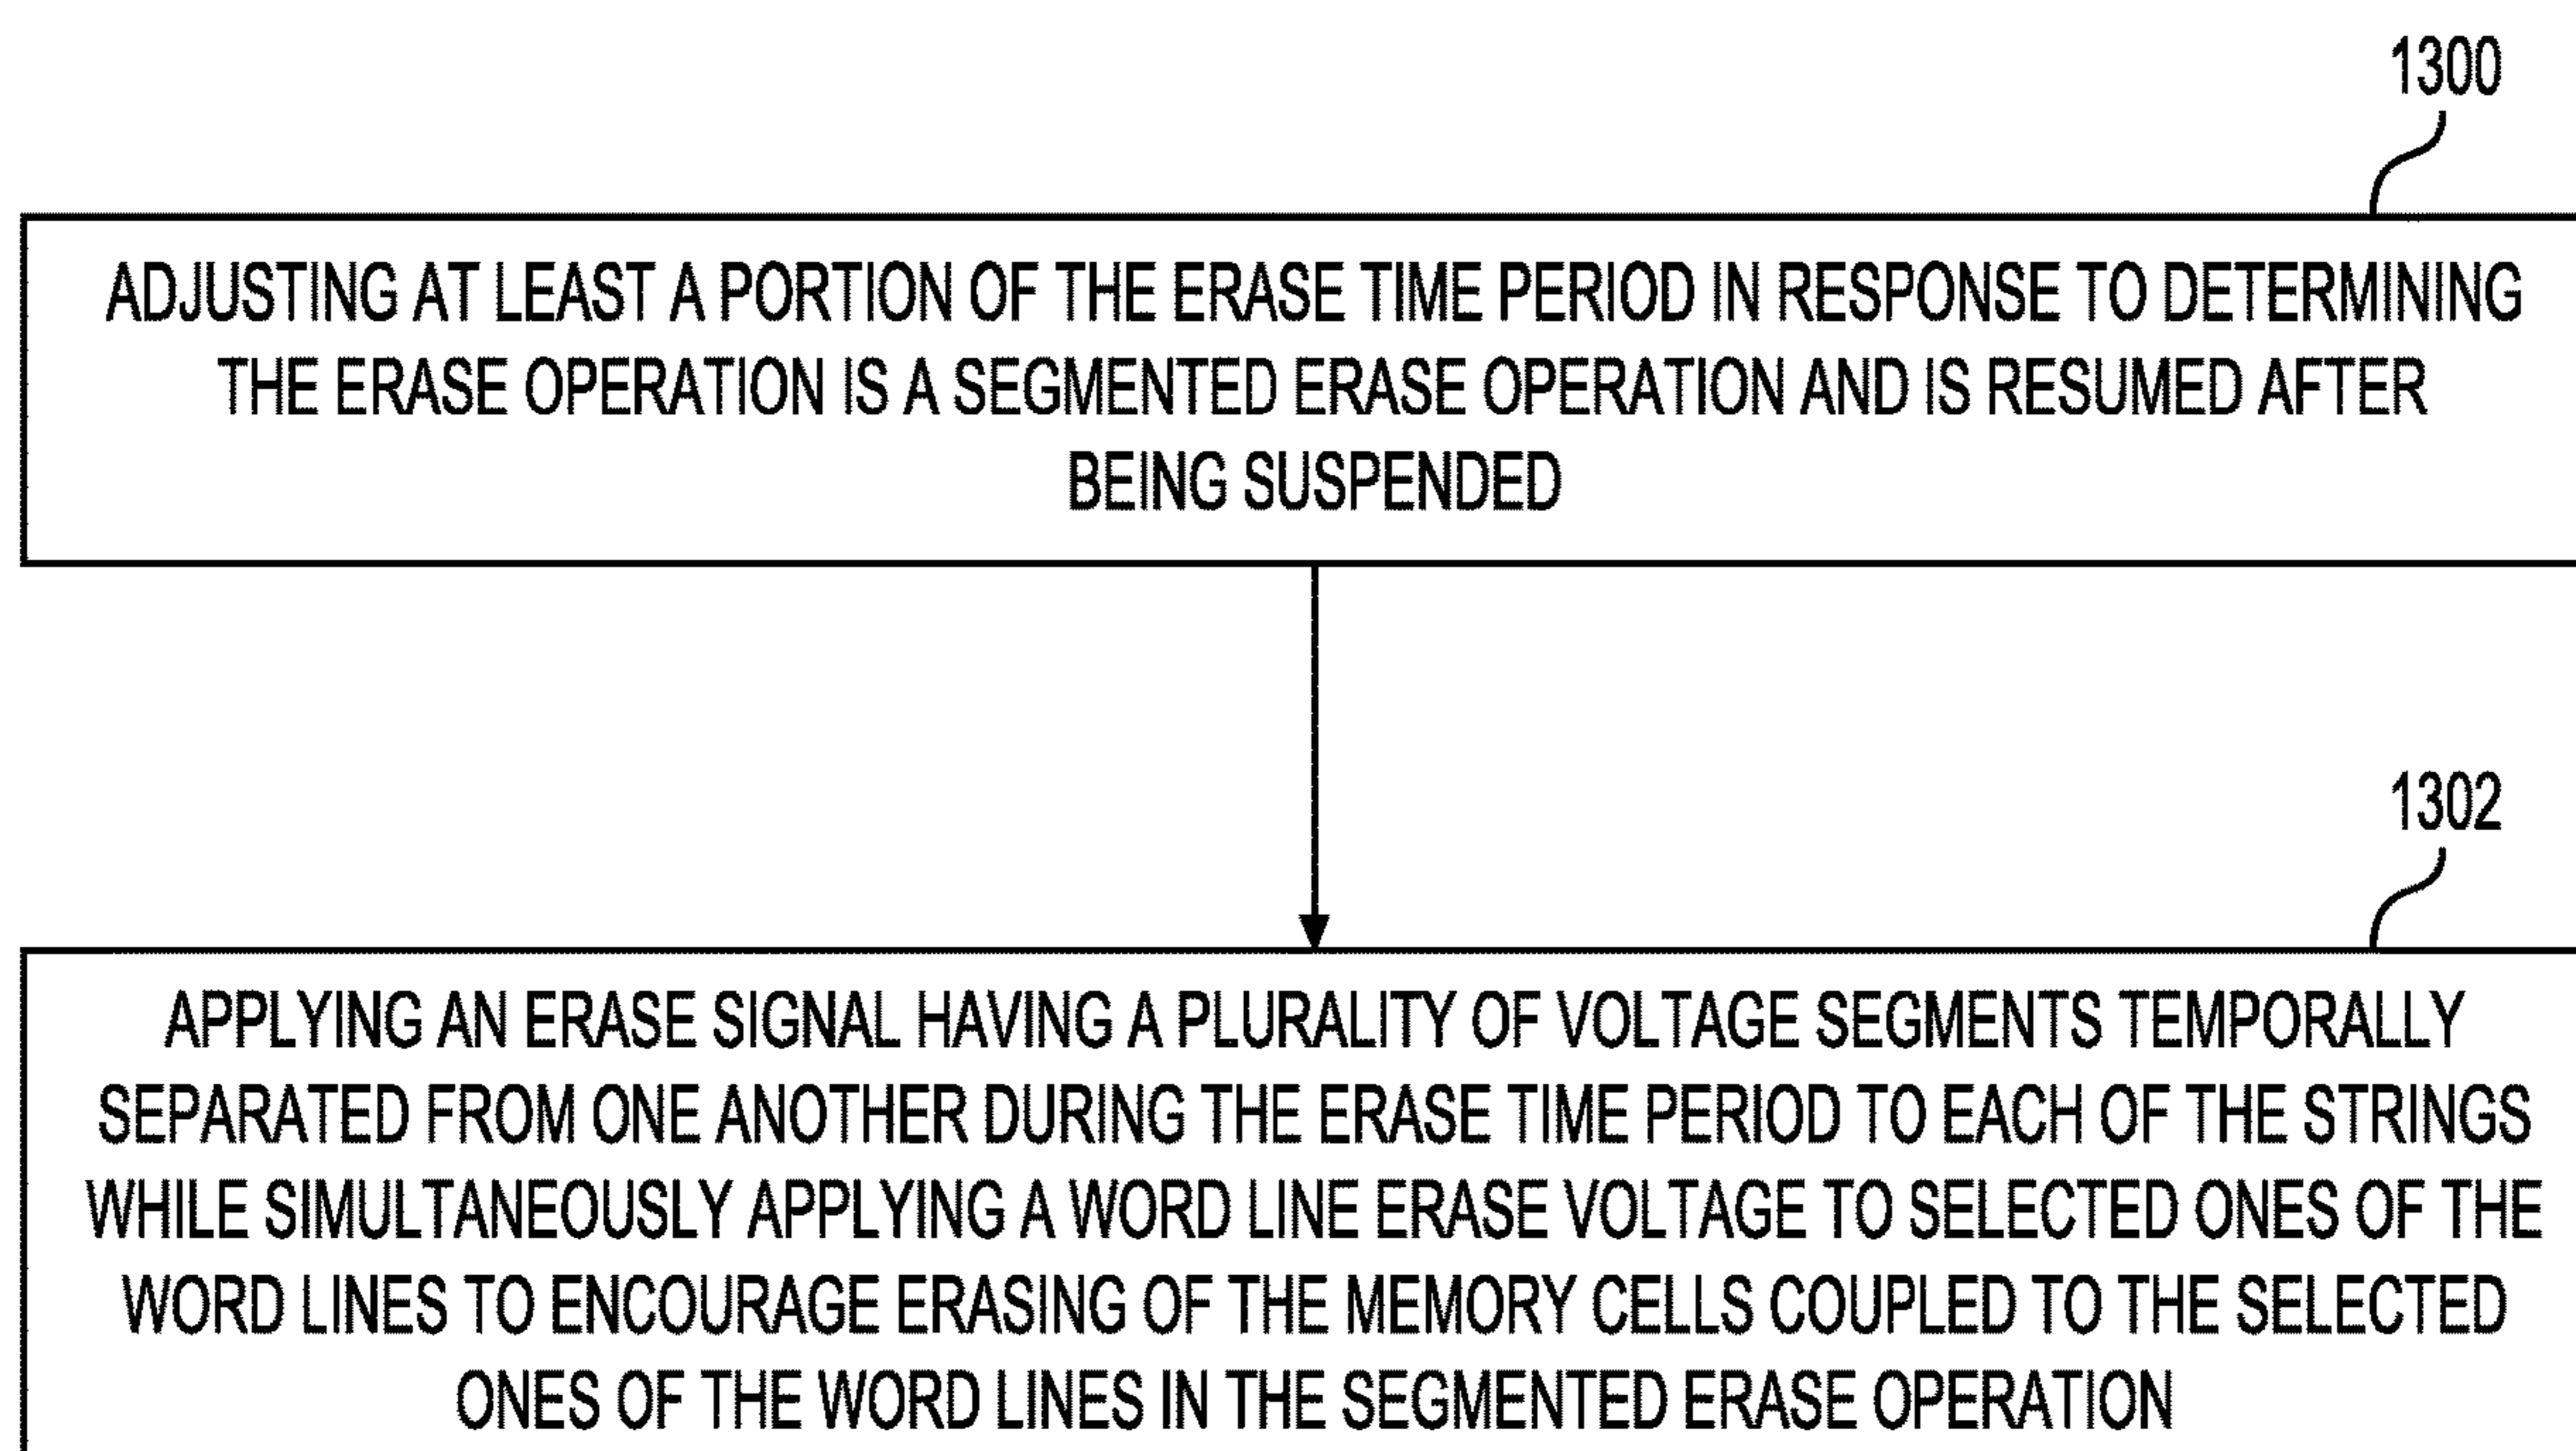 1300
ADJUSTING AT LEAST A PORTION OF THE ERASE TIME PERIOD IN RESPONSE TO DETERMINING
THE ERASE OPERATION IS A SEGMENTED ERASE OPERATION AND IS RESUMED AFTER
BEING SUSPENDED
1302
APPLYING AN ERASE SIGNAL HAVING A PLURALITY OF VOLTAGE SEGMENTS TEMPORALLY
SEPARATED FROM ONE ANOTHER DURING THE ERASE TIME PERIOD TO EACH OF THE STRINGS
WHILE SIMULTANEOUSLY APPLYING A WORD LINE ERASE VOLTAGE TO SELECTED ONES OF THE
WORD LINES TO ENCOURAGE ERASING OF THE MEMORY CELLS COUPLED TO THE SELECTED
ONES OF THE WORD LINES IN THE SEGMENTED ERASE OPERATION